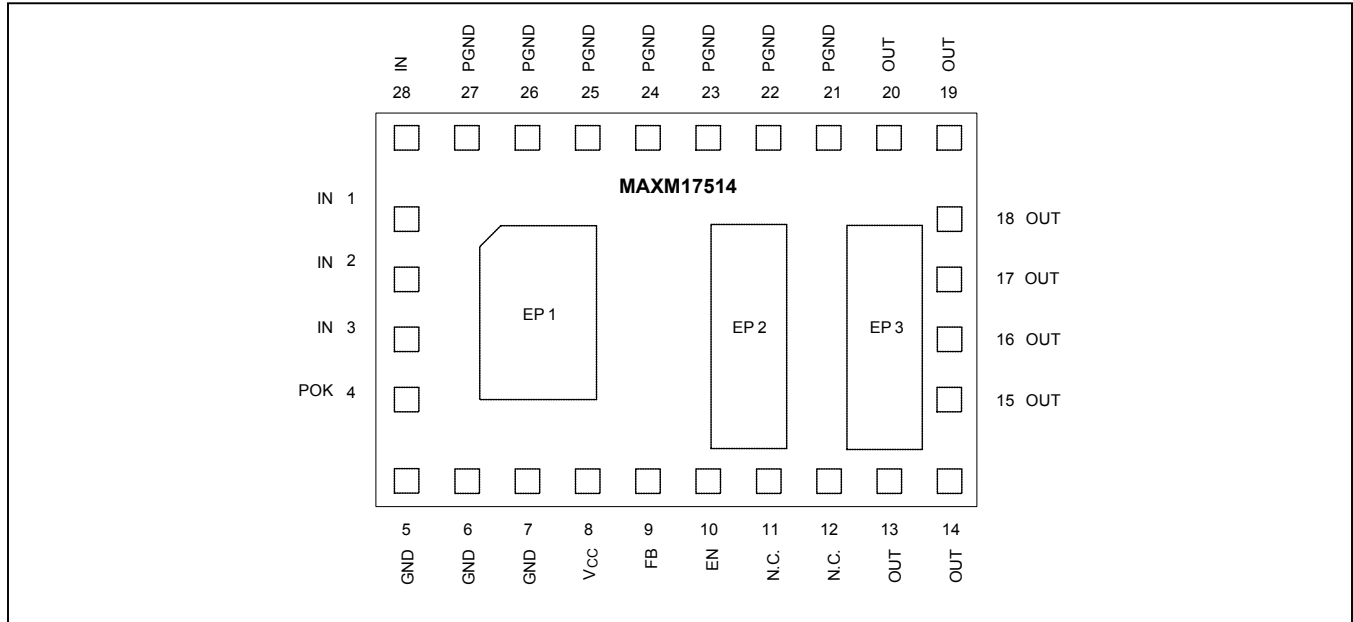 IN PGND PGND PGND PGND PGND PGND PGND OUT OUT
28 27 26 25 24 23 22 21 20 19
MAXM17514
IN 1
18 OUT
IN 2
17 OUT
EP 1 EP 2 EP 3
IN 3
16 OUT
POK 4
15 OUT
5 6 7 8 9 10 11 12 13 14
GND GND GND VCC FB EN N.C. N.C. OUT OUT